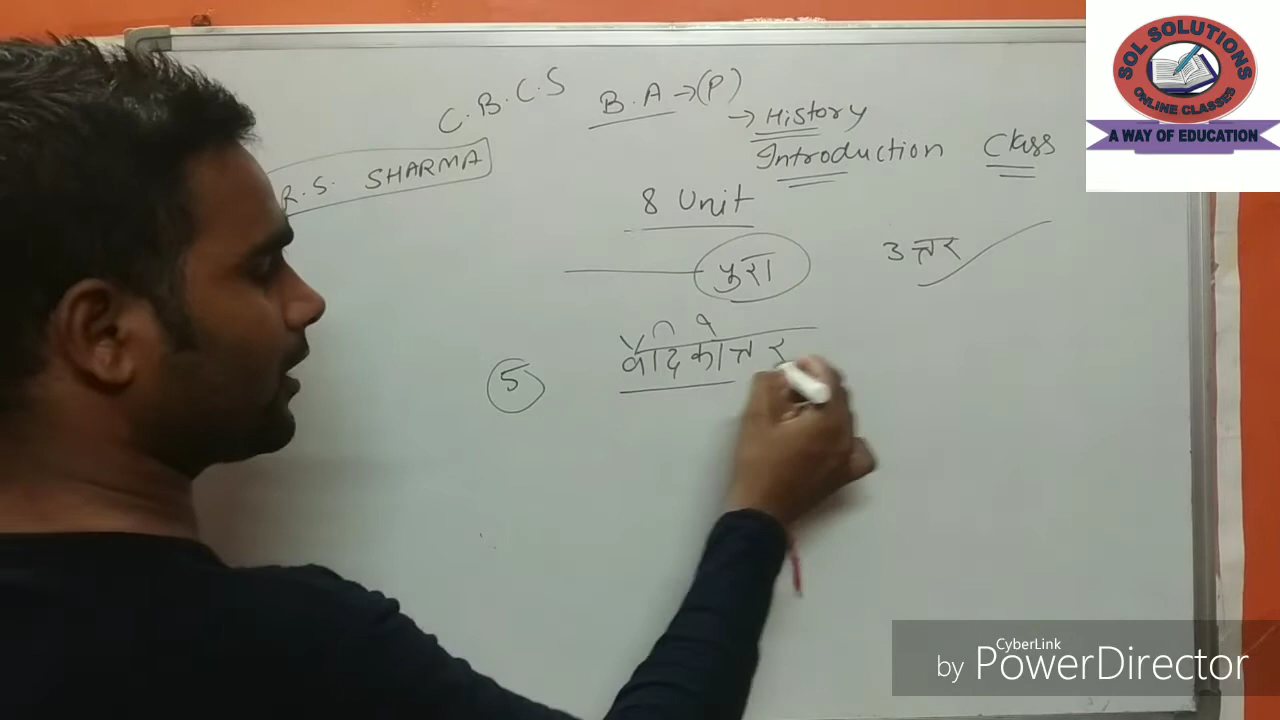 C.B.C.S B.A → (P)
→ History
R.S. SHARMA
Introduction Class
8 Unit
पुरा
उत्तर
5 वैदिकोत्तर
SOL SOLUTIONS
ONLINE CLASSES
A WAY OF EDUCATION
CyberLink
by PowerDirector